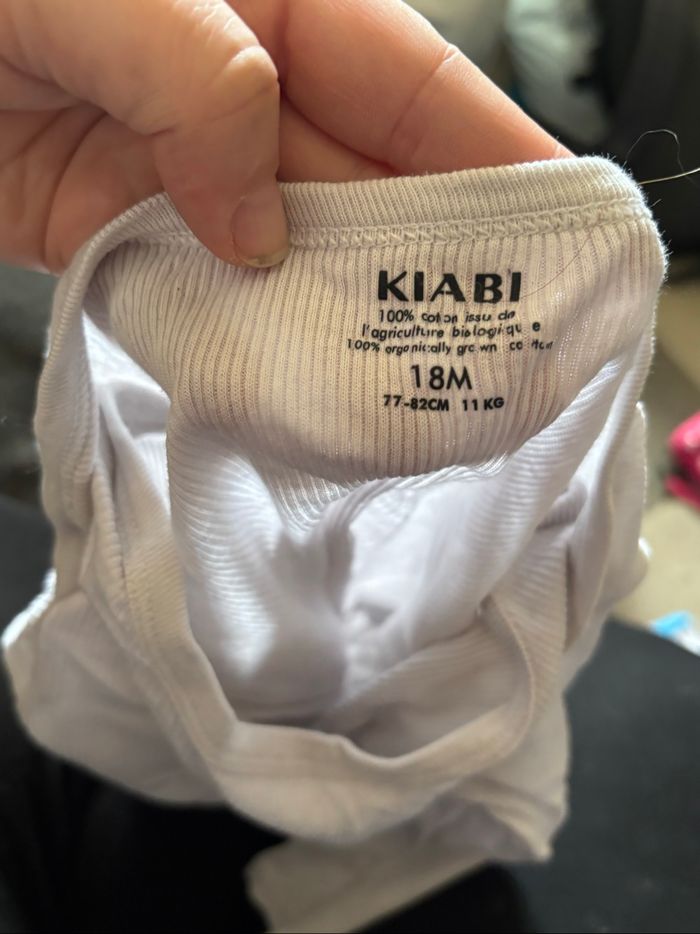 KIABI
100% coton issu de
l'agriculture biologique
100% organically grown cotton
18M
77-82CM 11 KG